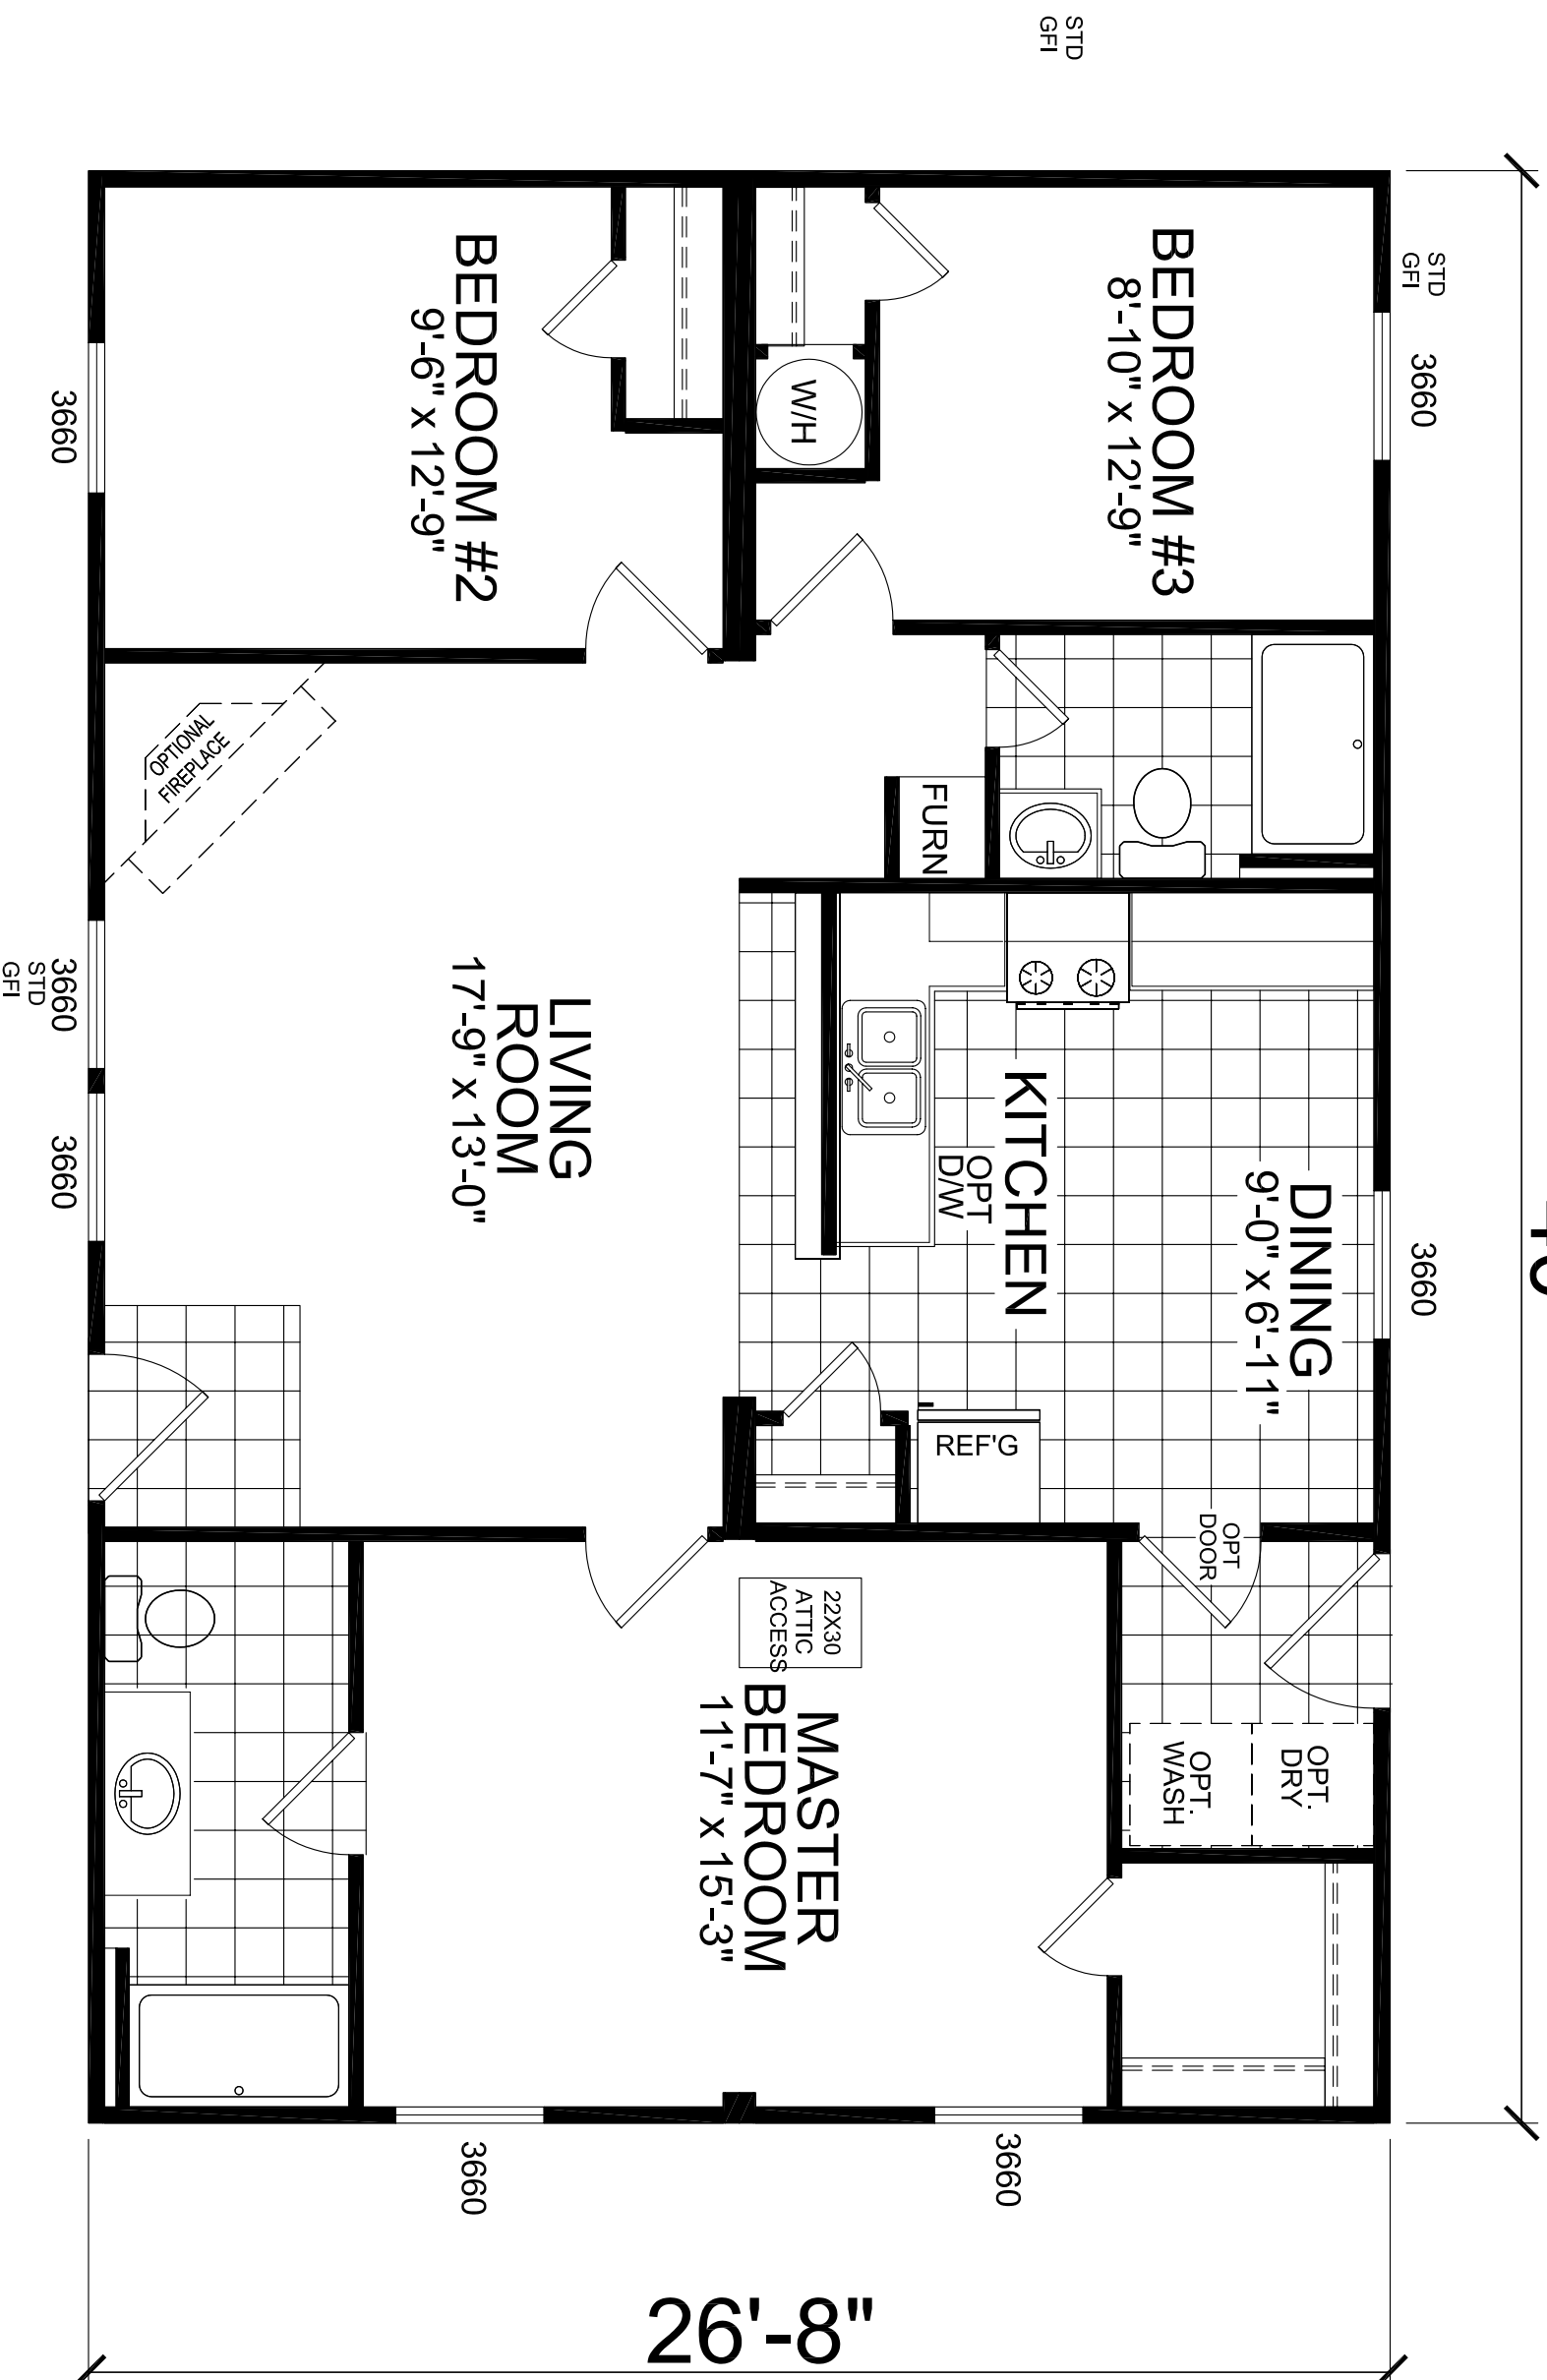 STD
GFI
STD
GFI
BEDROOM #2
9'-6" x 12'-9"
BEDROOM #3
8'-10" x 12'-9"
W/H
3660
3660
OPTIONAL
FIREPLACE
FURN
LIVING
ROOM
17'-9" x 13'-0"
3660
STD
GFI
3660
KITCHEN
OPT
D/W
DINING
9'-0" x 6'-11"
3660
REF'G
OPT
DOOR
22X30
ATTIC
ACCESS
MASTER
BEDROOM
11'-7" x 15'-3"
OPT.
DRY
OPT.
WASH
3660
3660
26'-8"